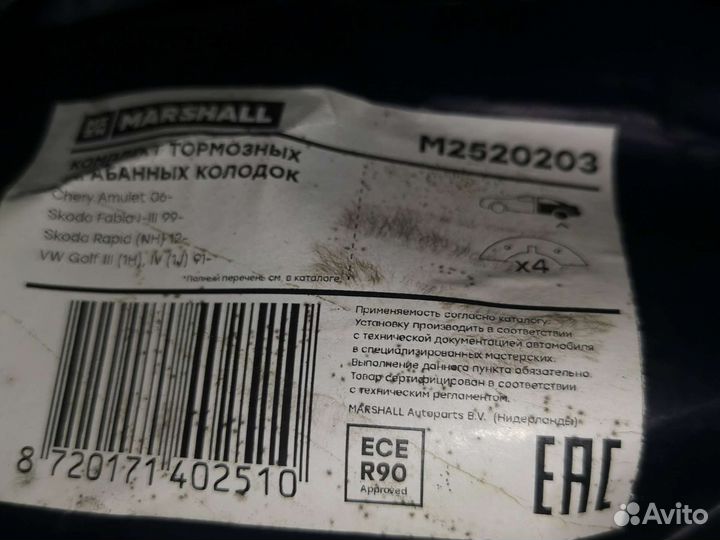 MARSHALL
M2520203
КОМПЛЕКТ ТОРМОЗНЫХ
БАРАБАННЫХ КОЛОДОК
Chery Amulet 06-
Skoda Fabia I-III 99-
Skoda Rapid (NH) 12-
VW Golf III (1H), IV (1J) 91-
*Полный перечень см. в каталоге
x4
Применяемость согласно каталогу.
Установку производить в соответствии
с технической документацией автомобиля
в специализированных мастерских.
Выполнение данного пункта обязательно.
Товар сертифицирован в соответствии
с техническим регламентом.
MARSHALL Autoparts B.V. (Нидерланды)
8 720171 402510
ECE
R90
Approved
EAC
Avito